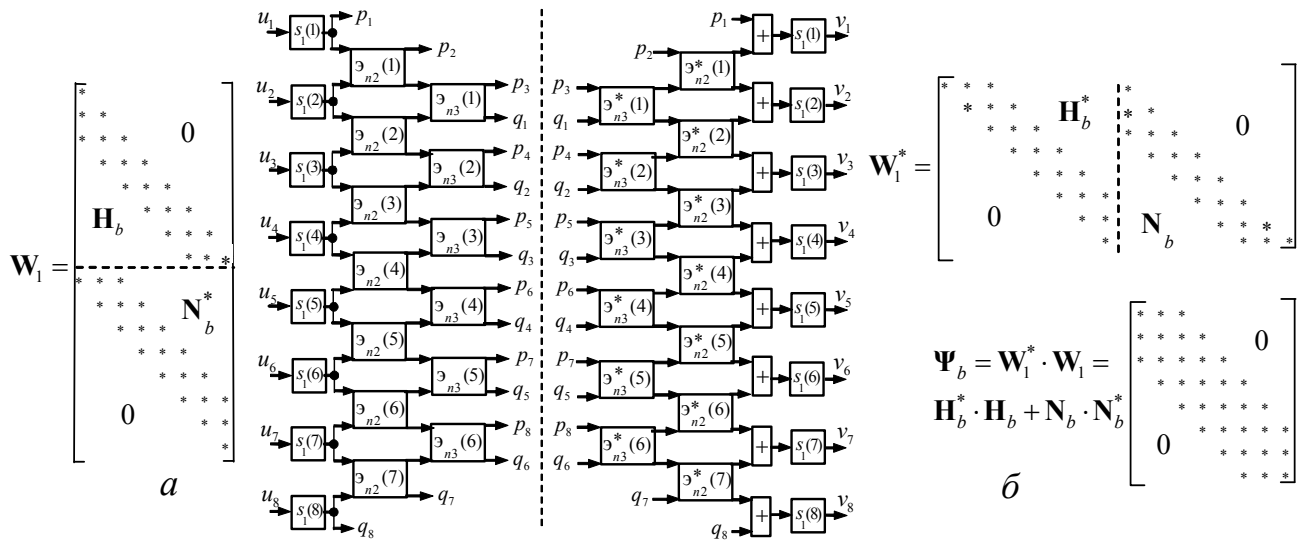 W₁ =
0
H_b
N*_b
0
а
u₁ s₁(1) p₁
э_n2(1) p₂
u₂ s₁(2) э_n3(1) p₃
q₁
э_n2(2)
u₃ s₁(3) э_n3(2) p₄
q₂
э_n2(3)
u₄ s₁(4) э_n3(3) p₅
q₃
э_n2(4)
u₅ s₁(5) э_n3(4) p₆
q₄
э_n2(5)
u₆ s₁(6) э_n3(5) p₇
q₅
э_n2(6)
u₇ s₁(7) э_n3(6) p₈
q₆
э_n2(7) q₇
u₈ s₁(8)
q₈
p₁ + s₁(1) v₁
p₂ э*_n2(1)
p₃ э*_n3(1) + s₁(2) v₂
q₁
э*_n2(2)
p₄ э*_n3(2) + s₁(3) v₃
q₂
э*_n2(3)
p₅ э*_n3(3) + s₁(4) v₄
q₃
э*_n2(4)
p₆ э*_n3(4) + s₁(5) v₅
q₄
э*_n2(5)
p₇ э*_n3(5) + s₁(6) v₆
q₅
э*_n2(6)
p₈ э*_n3(6) + s₁(7) v₇
q₆
q₇ э*_n2(7)
q₈ + s₁(8) v₈
W*₁ =
H*_b
0
0
N_b
Ψ_b = W*₁ · W₁ =
H*_b · H_b + N_b · N*_b
0
0
б